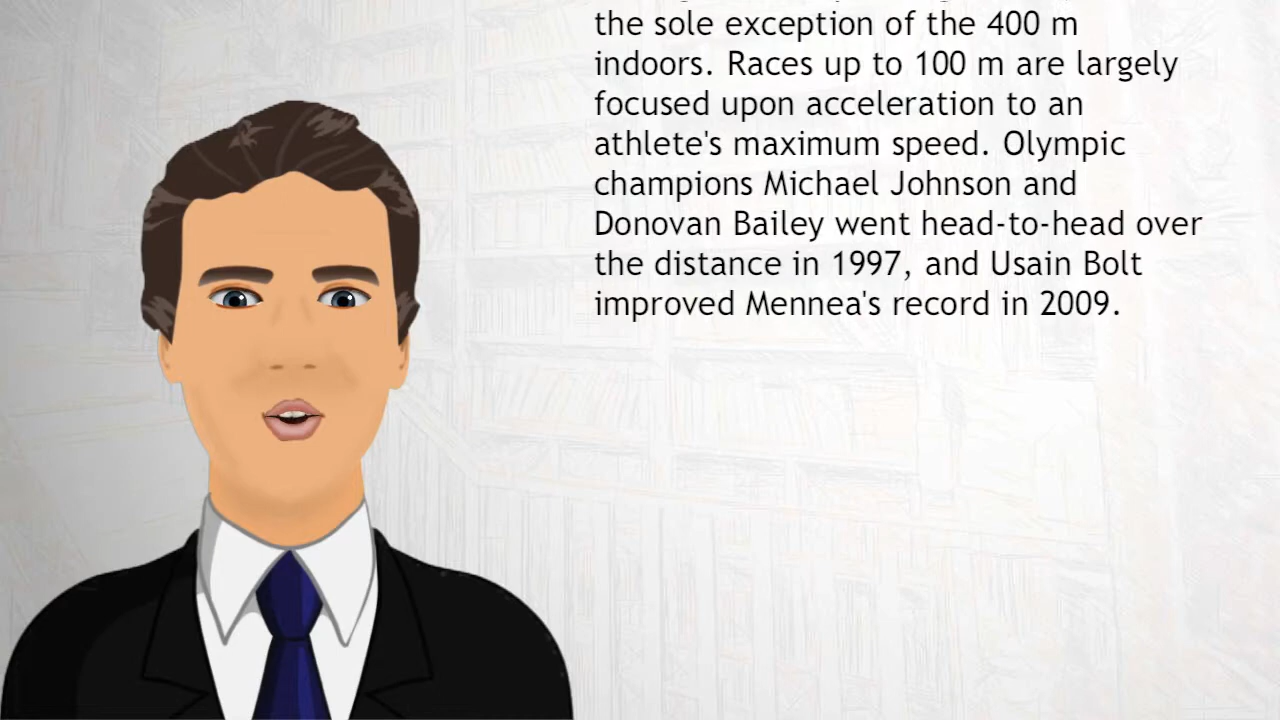 the sole exception of the 400 m
indoors. Races up to 100 m are largely
focused upon acceleration to an
athlete's maximum speed. Olympic
champions Michael Johnson and
Donovan Bailey went head-to-head over
the distance in 1997, and Usain Bolt
improved Mennea's record in 2009.